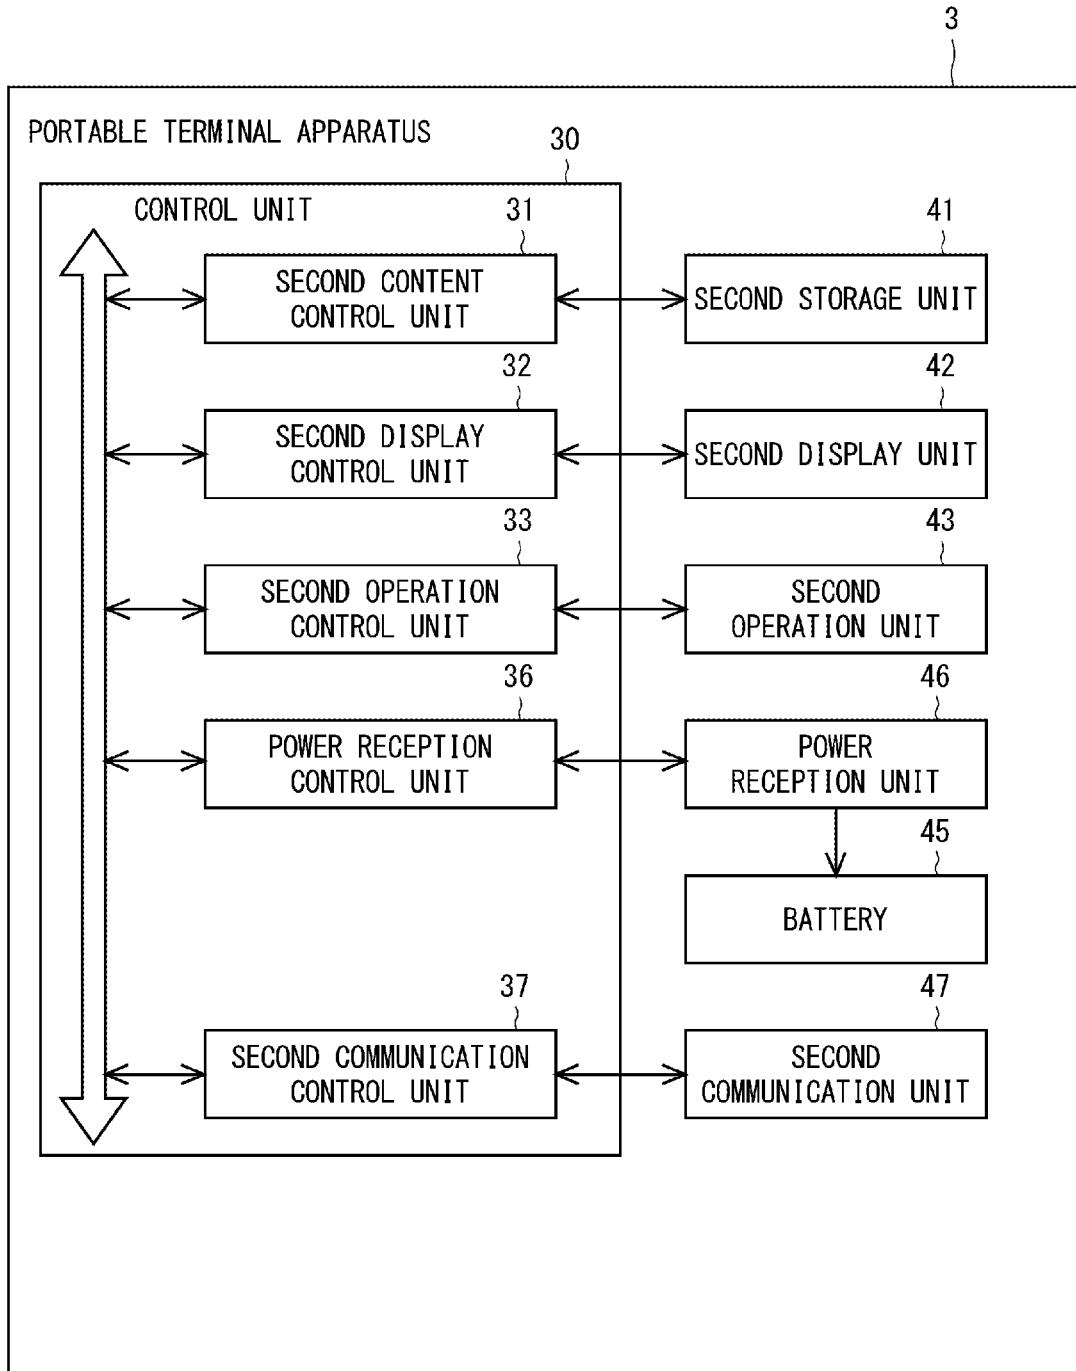 3
PORTABLE TERMINAL APPARATUS
30
CONTROL UNIT
31
41
SECOND CONTENT
CONTROL UNIT
SECOND STORAGE UNIT
32
42
SECOND DISPLAY
CONTROL UNIT
SECOND DISPLAY UNIT
33
43
SECOND OPERATION
CONTROL UNIT
SECOND
OPERATION UNIT
36
46
POWER RECEPTION
CONTROL UNIT
POWER
RECEPTION UNIT
45
BATTERY
37
47
SECOND COMMUNICATION
CONTROL UNIT
SECOND
COMMUNICATION UNIT